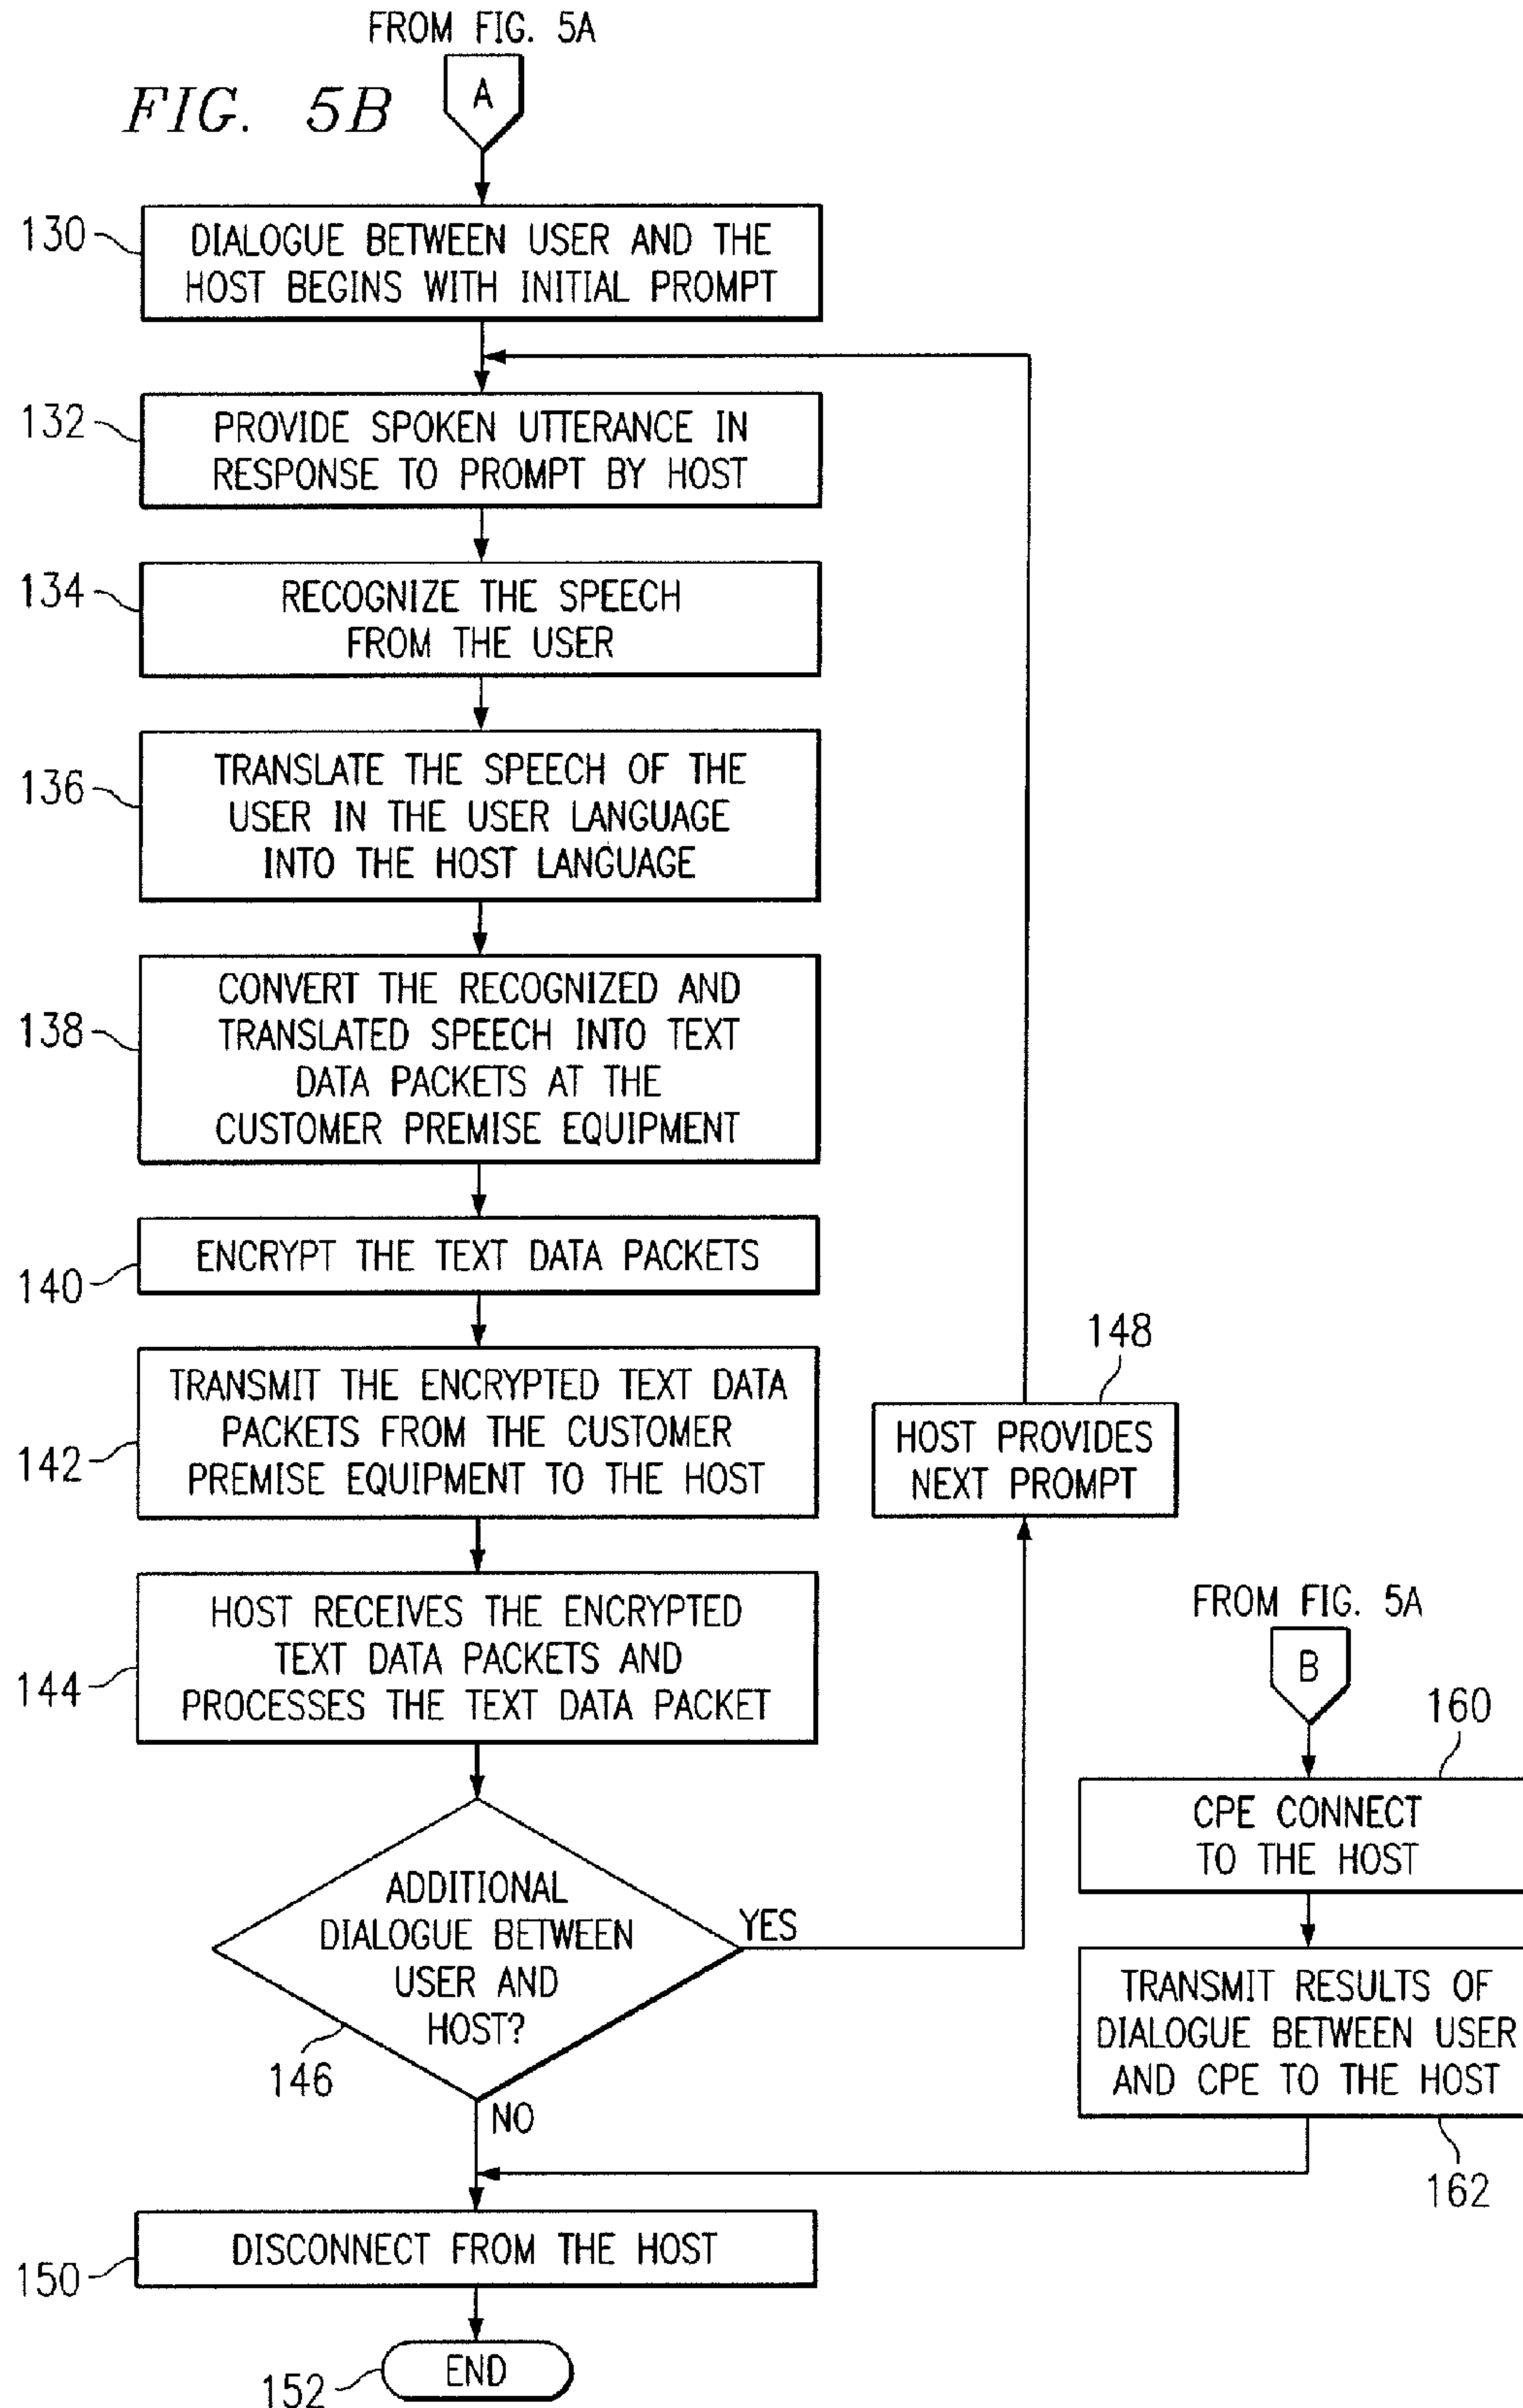 FROM FIG. 5A
A
FIG. 5B
130
DIALOGUE BETWEEN USER AND THE
HOST BEGINS WITH INITIAL PROMPT
132
PROVIDE SPOKEN UTTERANCE IN
RESPONSE TO PROMPT BY HOST
134
RECOGNIZE THE SPEECH
FROM THE USER
136
TRANSLATE THE SPEECH OF THE
USER IN THE USER LANGUAGE
INTO THE HOST LANGUAGE
138
CONVERT THE RECOGNIZED AND
TRANSLATED SPEECH INTO TEXT
DATA PACKETS AT THE
CUSTOMER PREMISE EQUIPMENT
140
ENCRYPT THE TEXT DATA PACKETS
142
TRANSMIT THE ENCRYPTED TEXT DATA
PACKETS FROM THE CUSTOMER
PREMISE EQUIPMENT TO THE HOST
148
HOST PROVIDES
NEXT PROMPT
144
HOST RECEIVES THE ENCRYPTED
TEXT DATA PACKETS AND
PROCESSES THE TEXT DATA PACKET
146
ADDITIONAL
DIALOGUE BETWEEN
USER AND
HOST?
YES
NO
FROM FIG. 5A
B
160
CPE CONNECT
TO THE HOST
TRANSMIT RESULTS OF
DIALOGUE BETWEEN USER
AND CPE TO THE HOST
162
150
DISCONNECT FROM THE HOST
152
END